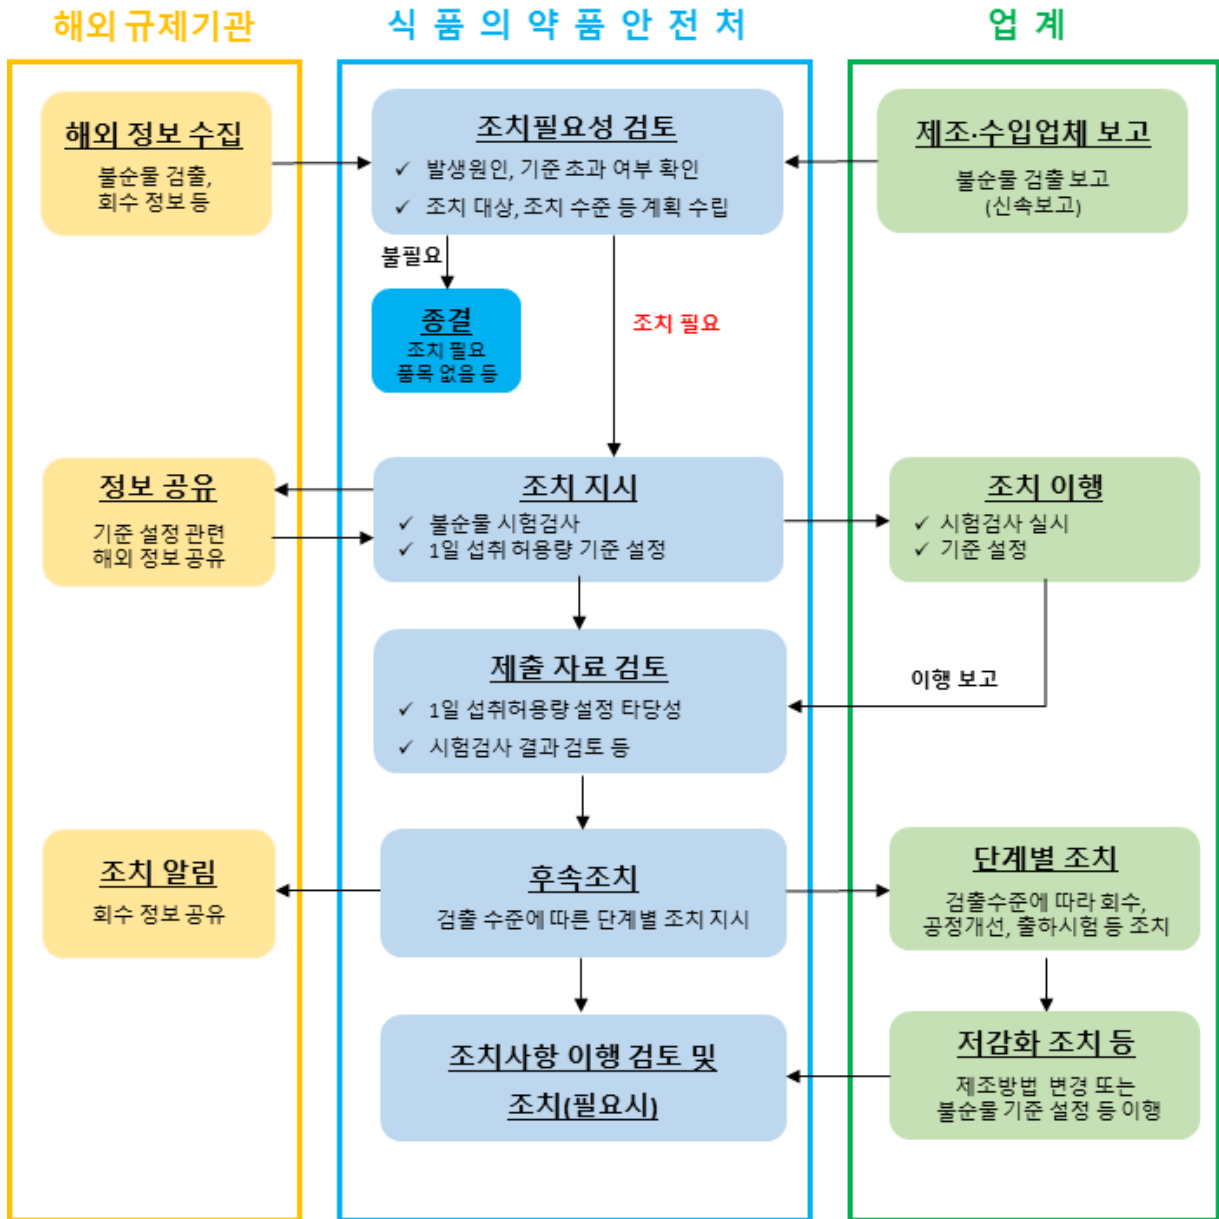 해외 규제기관
식 품 의 약 품 안 전 처
업 계
해외 정보 수집
불순물 검출,
회수 정보 등
조치필요성 검토
✓ 발생원인, 기준 초과 여부 확인
✓ 조치 대상, 조치 수준 등 계획 수립
제조·수입업체 보고
불순물 검출 보고
(신속보고)
불필요
종결
조치 필요
품목 없음 등
조치 필요
정보 공유
기준 설정 관련
해외 정보 공유
조치 지시
✓ 불순물 시험검사
✓ 1일 섭취 허용량 기준 설정
조치 이행
✓ 시험검사 실시
✓ 기준 설정
제출 자료 검토
✓ 1일 섭취허용량 설정 타당성
✓ 시험검사 결과 검토 등
이행 보고
조치 알림
회수 정보 공유
후속조치
검출 수준에 따른 단계별 조치 지시
단계별 조치
검출수준에 따라 회수,
공정개선, 출하시험 등 조치
조치사항 이행 검토 및
조치(필요시)
저감화 조치 등
제조방법 변경 또는
불순물 기준 설정 등 이행